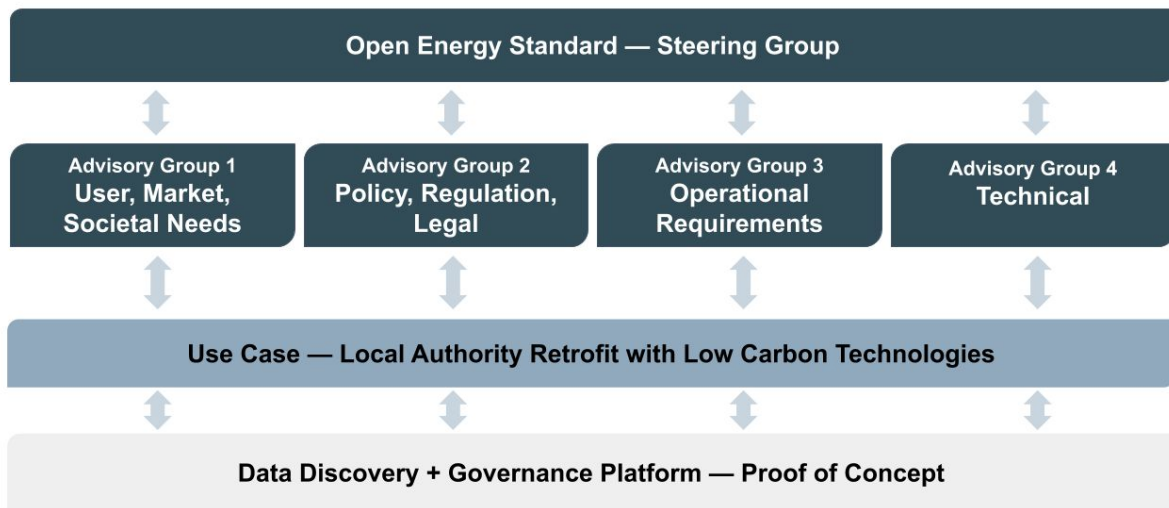 Open Energy Standard — Steering Group
Advisory Group 1
User, Market,
Societal Needs
Advisory Group 2
Policy, Regulation,
Legal
Advisory Group 3
Operational
Requirements
Advisory Group 4
Technical
Use Case — Local Authority Retrofit with Low Carbon Technologies
Data Discovery + Governance Platform — Proof of Concept